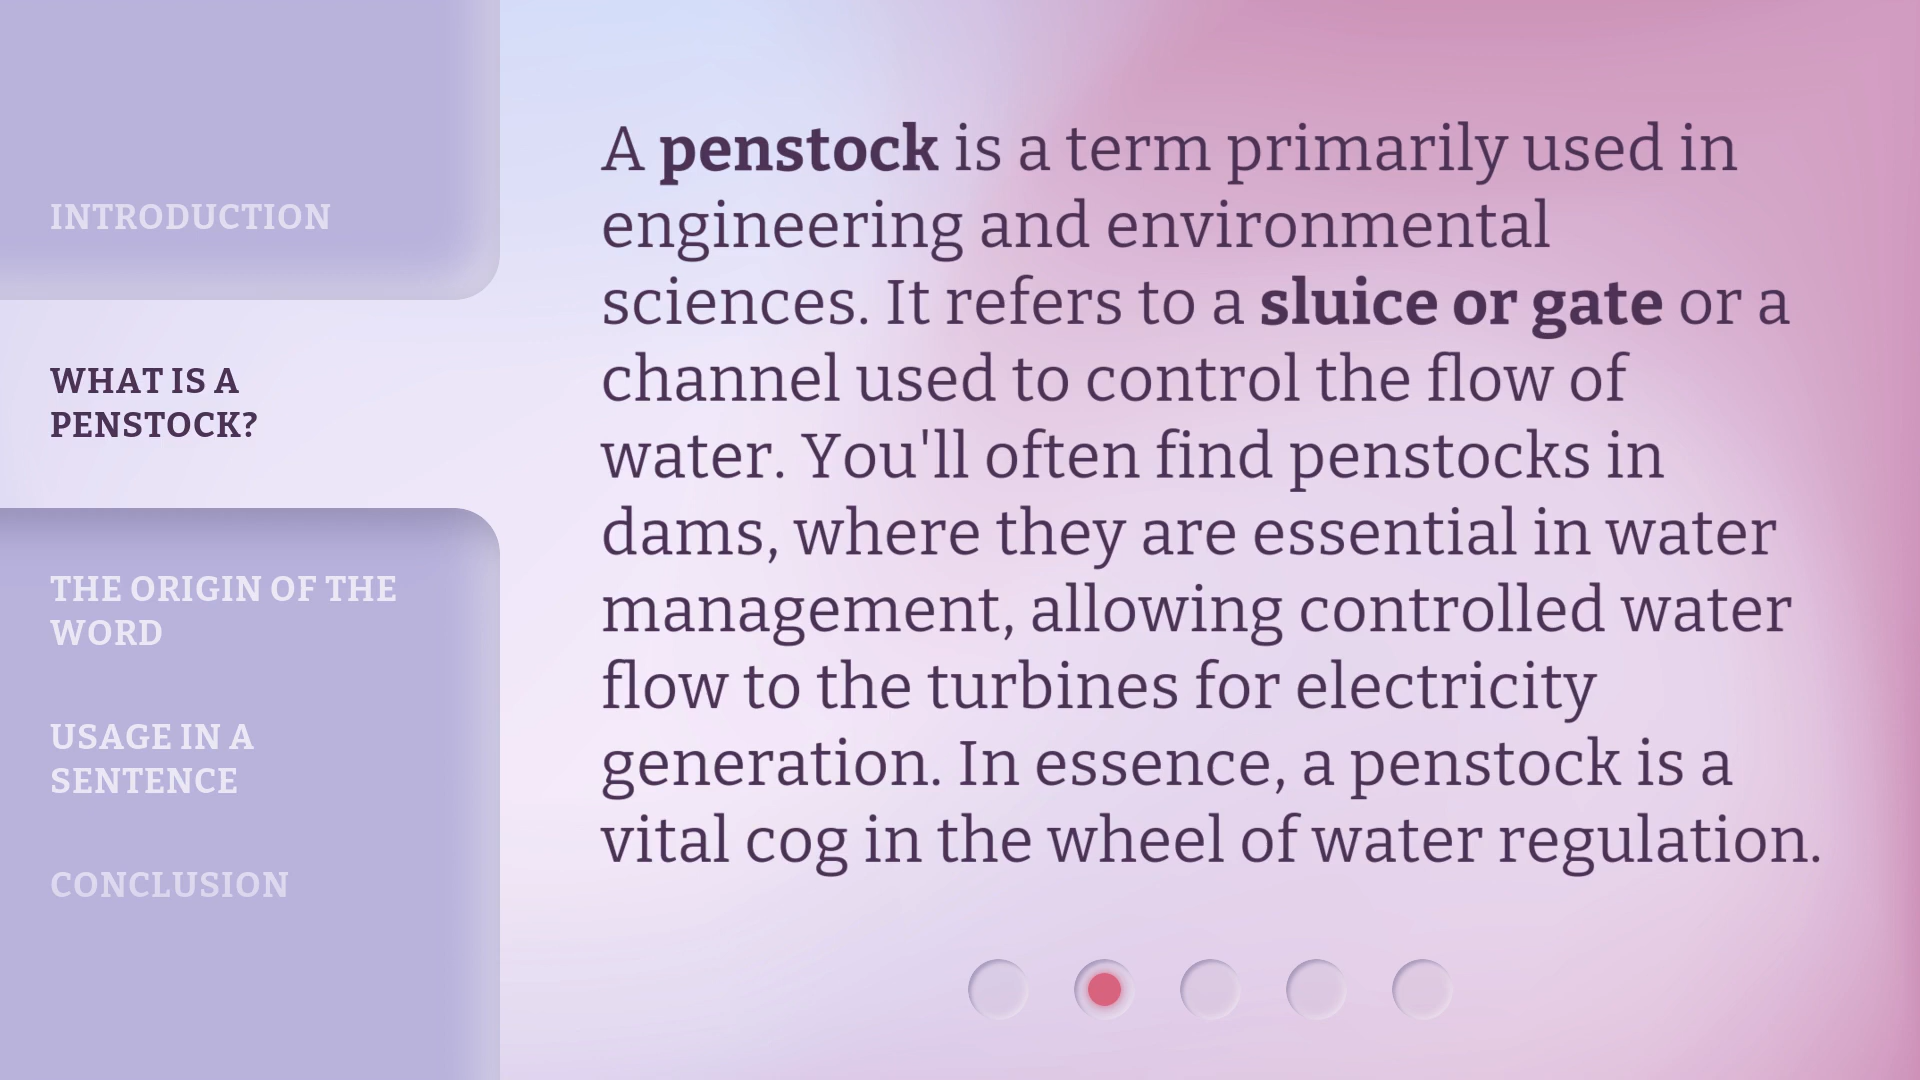 INTRODUCTION
WHAT IS A
PENSTOCK?
THE ORIGIN OF THE
WORD
USAGE IN A
SENTENCE
CONCLUSION
A penstock is a term primarily used in
engineering and environmental
sciences. It refers to a sluice or gate or a
channel used to control the flow of
water. You'll often find penstocks in
dams, where they are essential in water
management, allowing controlled water
flow to the turbines for electricity
generation. In essence, a penstock is a
vital cog in the wheel of water regulation.